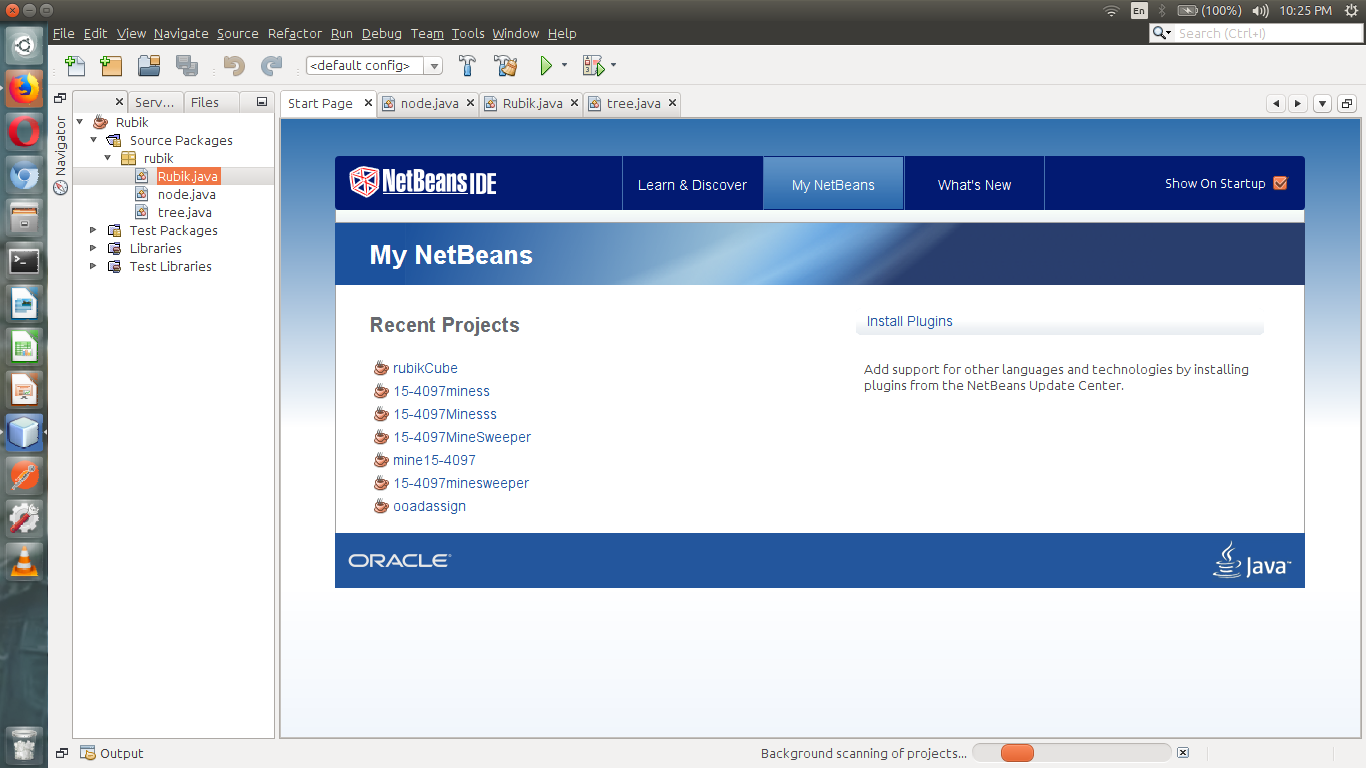 En (100%) 10:25 PM
File Edit View Navigate Source Refactor Run Debug Team Tools Window Help
Search (Ctrl+I)
<default config>
Serv... Files
Start Page node.java Rubik.java tree.java
Navigator
Rubik
Source Packages
rubik
Rubik.java
node.java
tree.java
Test Packages
Libraries
Test Libraries
NetBeans IDE
Learn & Discover
My NetBeans
What's New
Show On Startup
My NetBeans
Recent Projects
rubikCube
15-4097miness
15-4097Minesss
15-4097MineSweeper
mine15-4097
15-4097minesweeper
ooadassign
Install Plugins
Add support for other languages and technologies by installing
plugins from the NetBeans Update Center.
ORACLE
Java™
Output
Background scanning of projects...